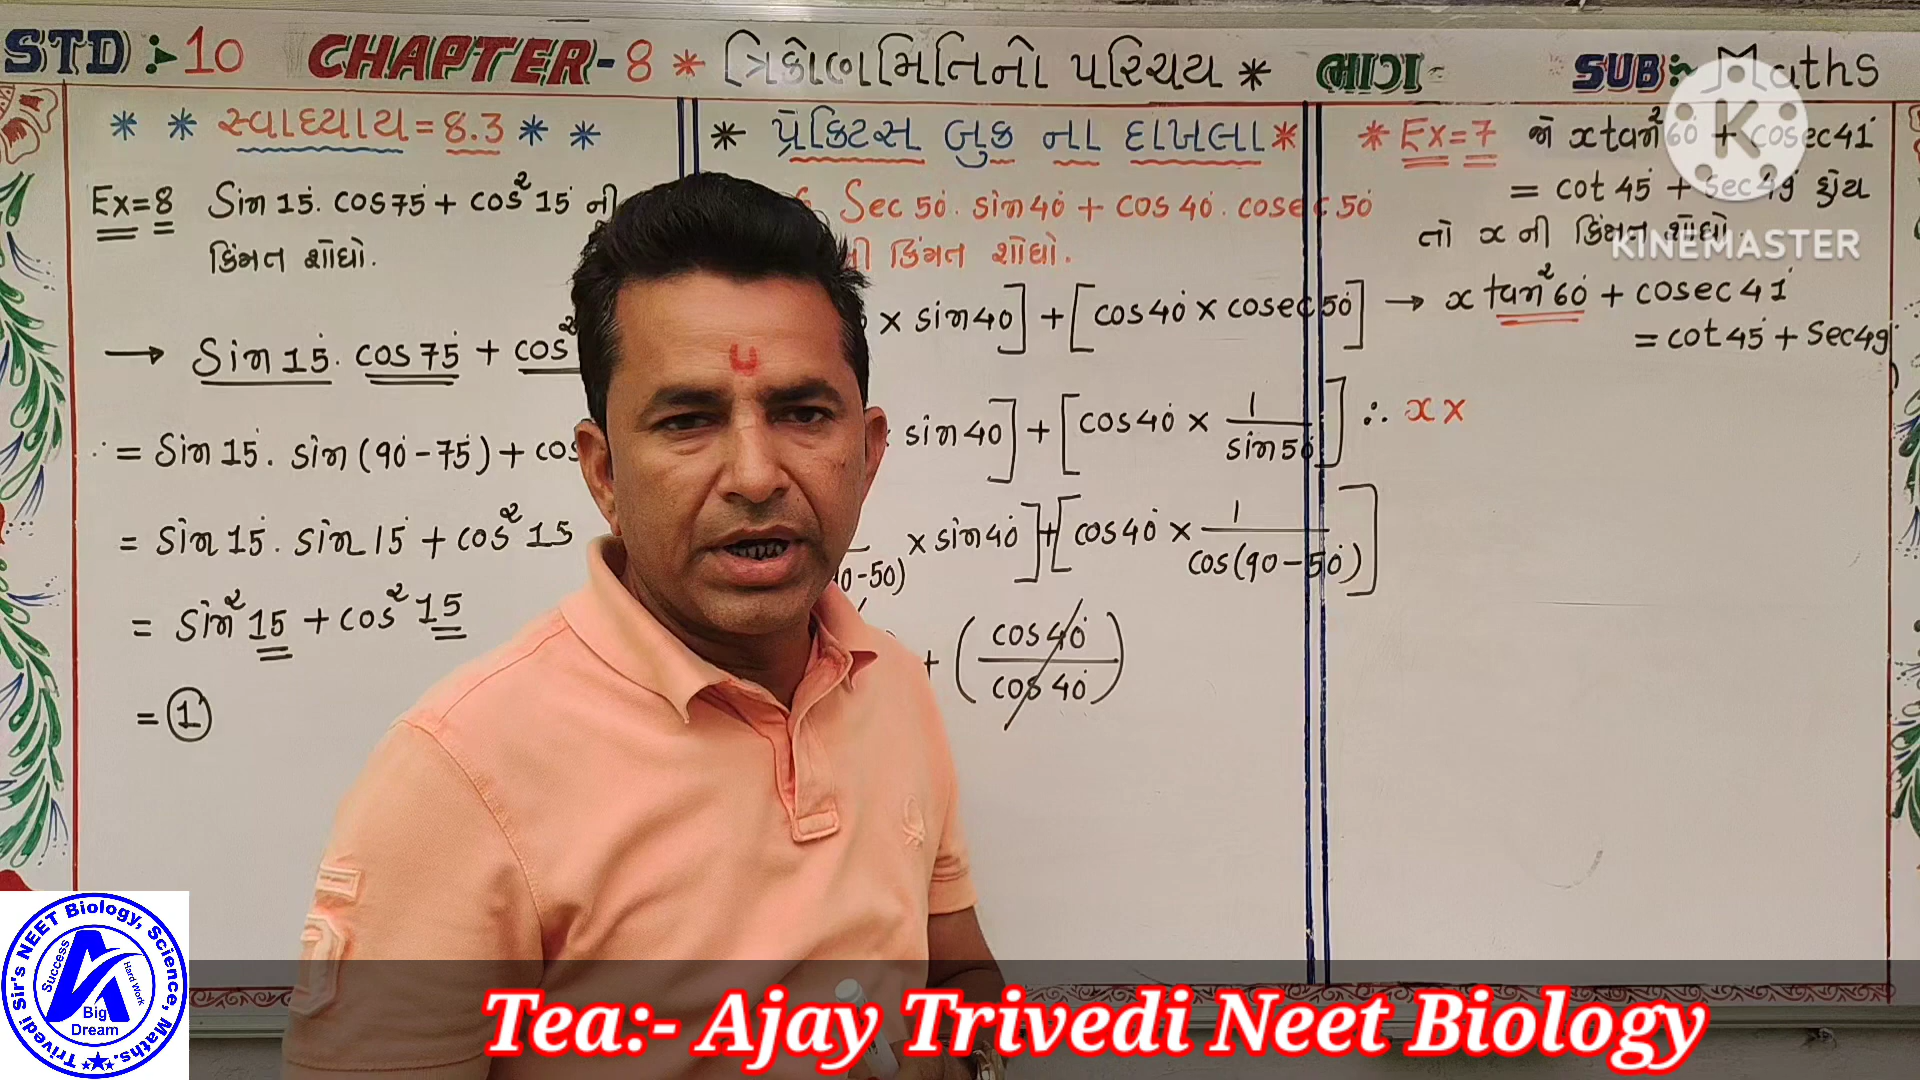 STD :- 10 CHAPTER-8 * ત્રિકોણમિતિનો પરિચય * ભાગ- SUB :- Maths
* * સ્વાધ્યાય = 8.3 * *
Ex=8 Sin 15°. cos 75° + cos² 15° ની
કિંમત શોધો.
→ Sin 15°. cos 75° + cos²
= Sin 15°. sin (90° - 75°) + cos
= sin 15°. sin 15° + cos² 15
= sin² 15 + cos² 15
= 1
* પ્રેક્ટિસ બુક ના દાખલા *
Sec 50°. sin 40° + cos 40°. cosec 50
ની કિંમત શોધો.
× sin 40°] + [cos 40° × cosec 50°]
sin 40] + [cos 40° × 1/sin 50°]
× sin 40°] + [cos 40° × 1/cos(90 - 50°)]
0-50)
+ (cos 40°/cos 40°)
* Ex=7 જો x tan² 60° + cosec 41°
= cot 45° + sec 49° હોય
તો x ની કિંમત શોધો.
→ x tan² 60° + cosec 41°
= cot 45° + sec 49°
∴ x ×
KINEMASTER
Trivedi Sir's NEET Biology, Science, Maths.
Success
Hard Work
Big
Dream
Tea:- Ajay Trivedi Neet Biology